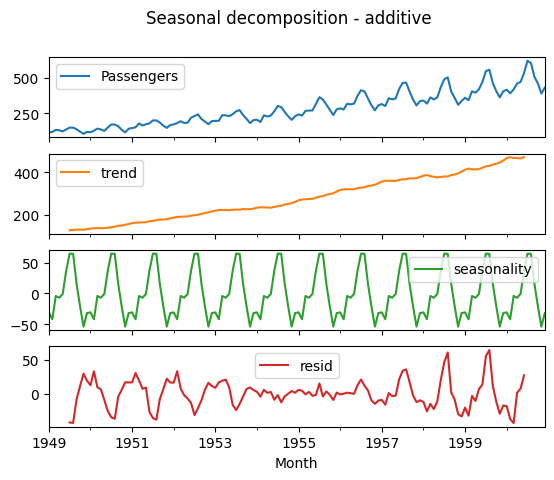 Seasonal decomposition - additive
500
250
Passengers
400
200
trend
50
0
−50
seasonality
50
0
resid
1949 1951 1953 1955 1957 1959
Month